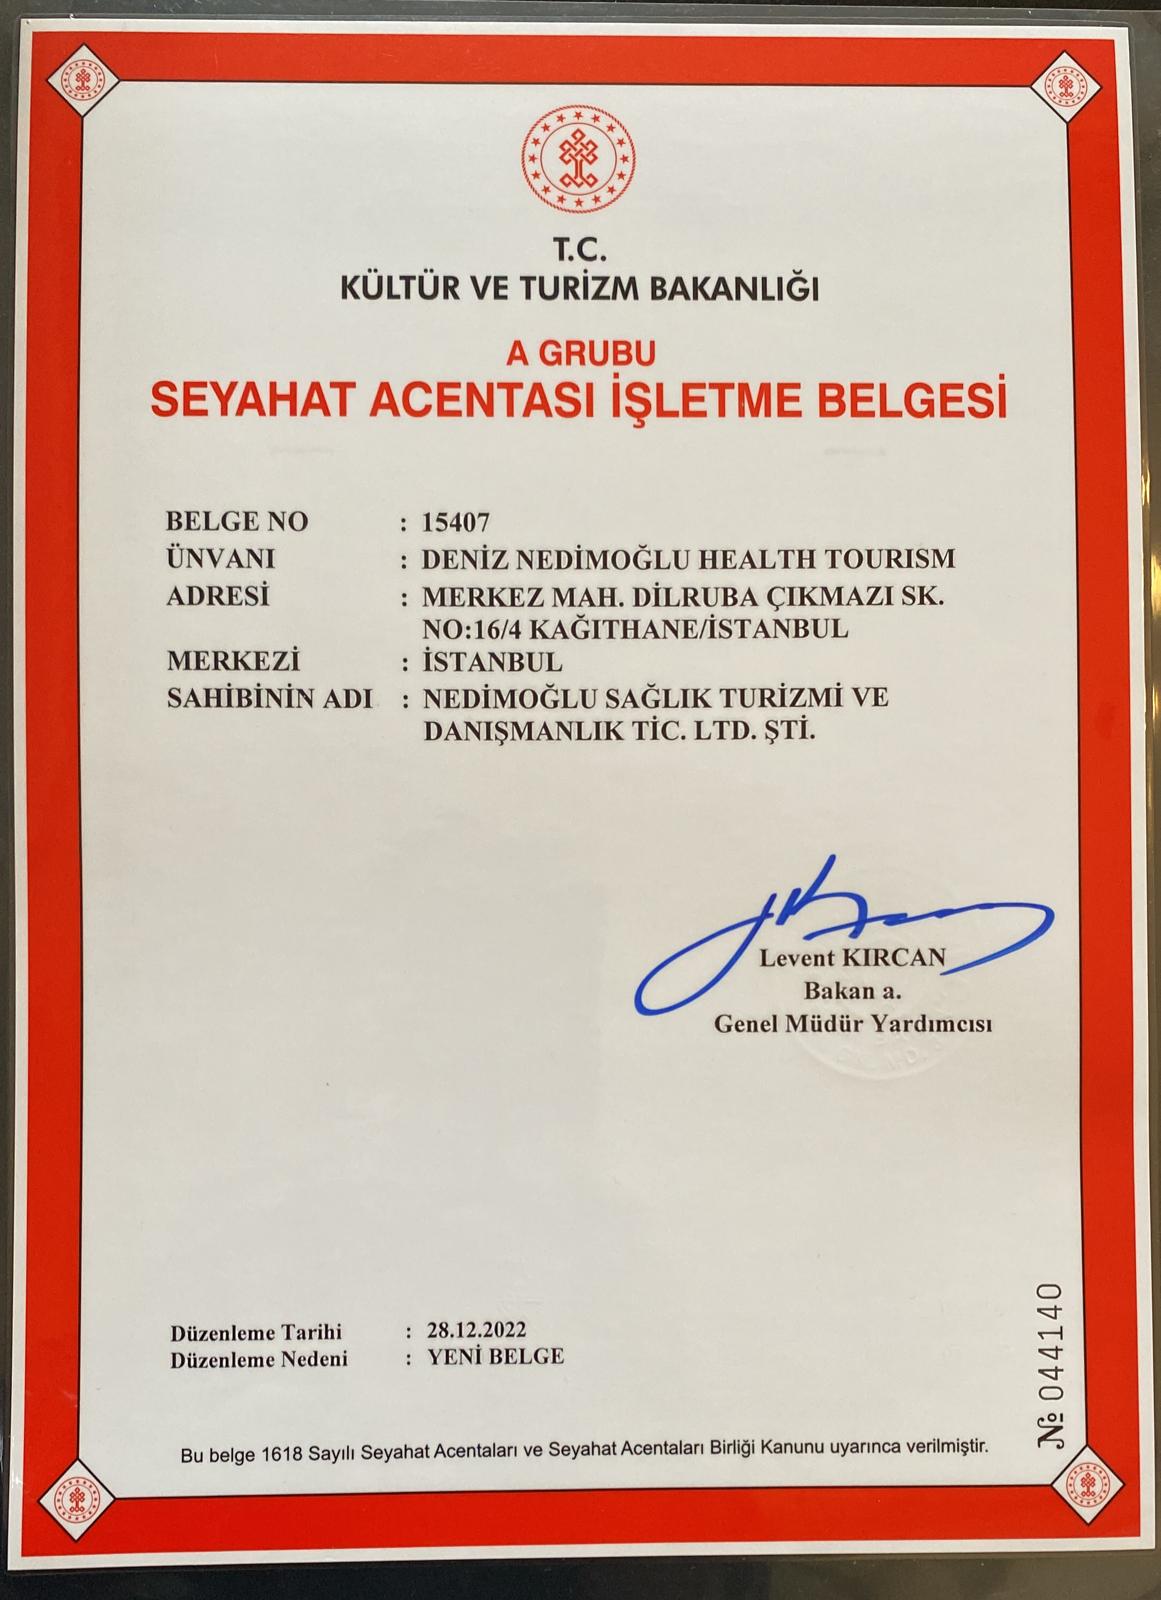 T.C.
KÜLTÜR VE TURİZM BAKANLIĞI
A GRUBU
SEYAHAT ACENTASI İŞLETME BELGESİ
BELGE NO : 15407
ÜNVANI : DENİZ NEDİMOĞLU HEALTH TOURISM
ADRESİ : MERKEZ MAH. DİLRUBA ÇIKMAZI SK.
NO:16/4 KAĞITHANE/İSTANBUL
MERKEZİ : İSTANBUL
SAHİBİNİN ADI : NEDİMOĞLU SAĞLIK TURİZMİ VE
DANIŞMANLIK TİC. LTD. ŞTİ.
Levent KIRCAN
Bakan a.
Genel Müdür Yardımcısı
Düzenleme Tarihi : 28.12.2022
Düzenleme Nedeni : YENİ BELGE
№ 044140
Bu belge 1618 Sayılı Seyahat Acentaları ve Seyahat Acentaları Birliği Kanunu uyarınca verilmiştir.